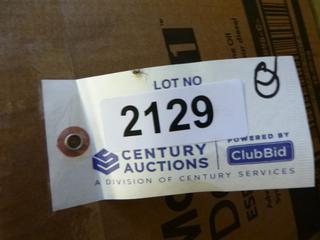 LOT NO
2129
CENTURY
AUCTIONS
POWERED BY
ClubBid
A DIVISION OF CENTURY SERVICES